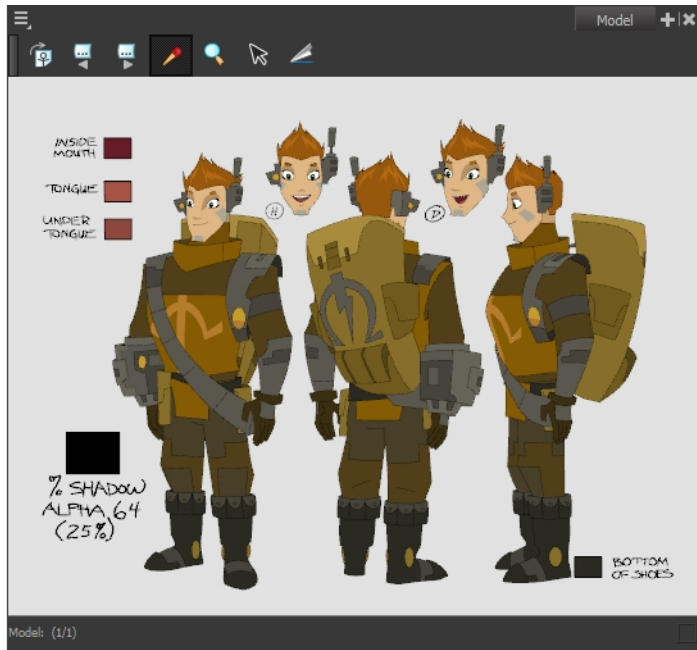 Model
INSIDE
MOUTH
TONGUE
UNDER
TONGUE
H
D
% SHADOW
ALPHA 64
(25%)
BOTTOM
OF SHOES
Model: (1/1)